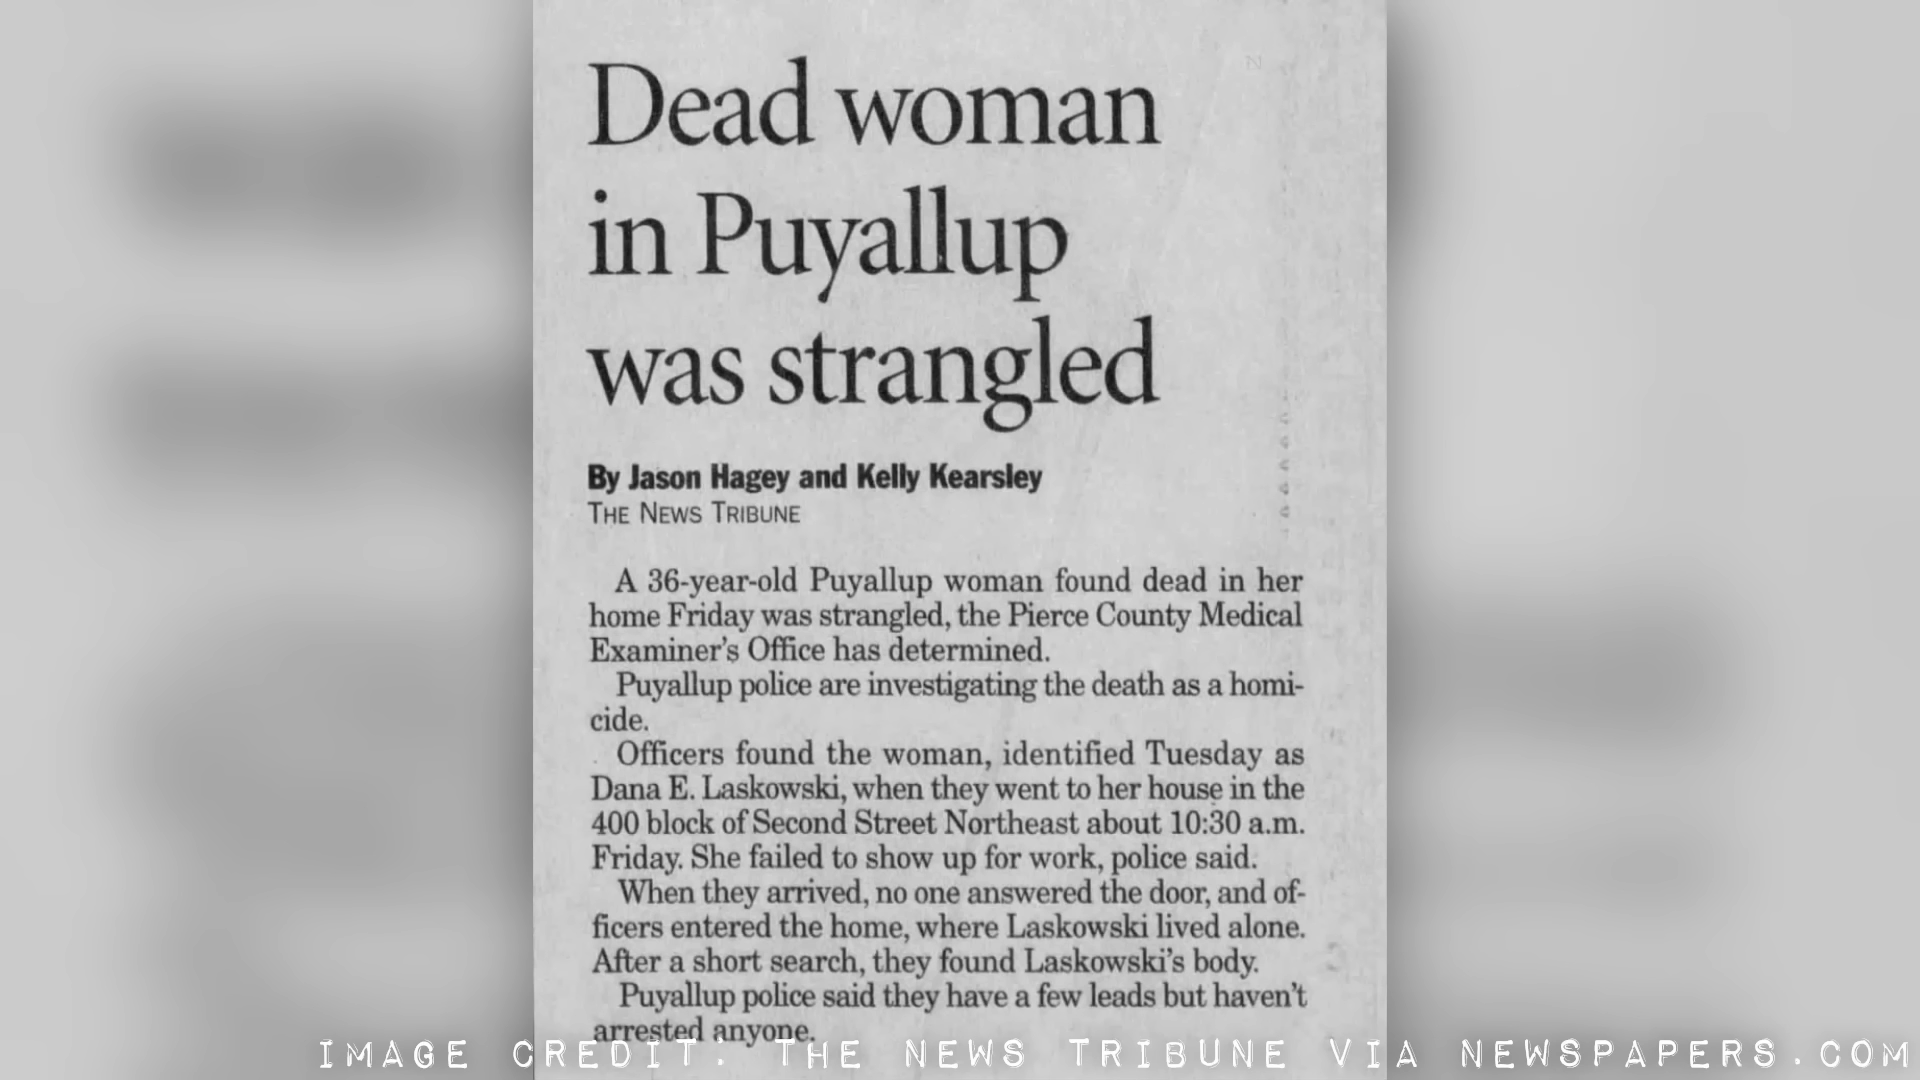 Dead woman
in Puyallup
was strangled
By Jason Hagey and Kelly Kearsley
THE NEWS TRIBUNE
A 36-year-old Puyallup woman found dead in her
home Friday was strangled, the Pierce County Medical
Examiner's Office has determined.
Puyallup police are investigating the death as a homi-
cide.
Officers found the woman, identified Tuesday as
Dana E. Laskowski, when they went to her house in the
400 block of Second Street Northeast about 10:30 a.m.
Friday. She failed to show up for work, police said.
When they arrived, no one answered the door, and of-
ficers entered the home, where Laskowski lived alone.
After a short search, they found Laskowski's body.
Puyallup police said they have a few leads but haven't
arrested anyone.
IMAGE CREDIT: THE NEWS TRIBUNE VIA NEWSPAPERS.COM